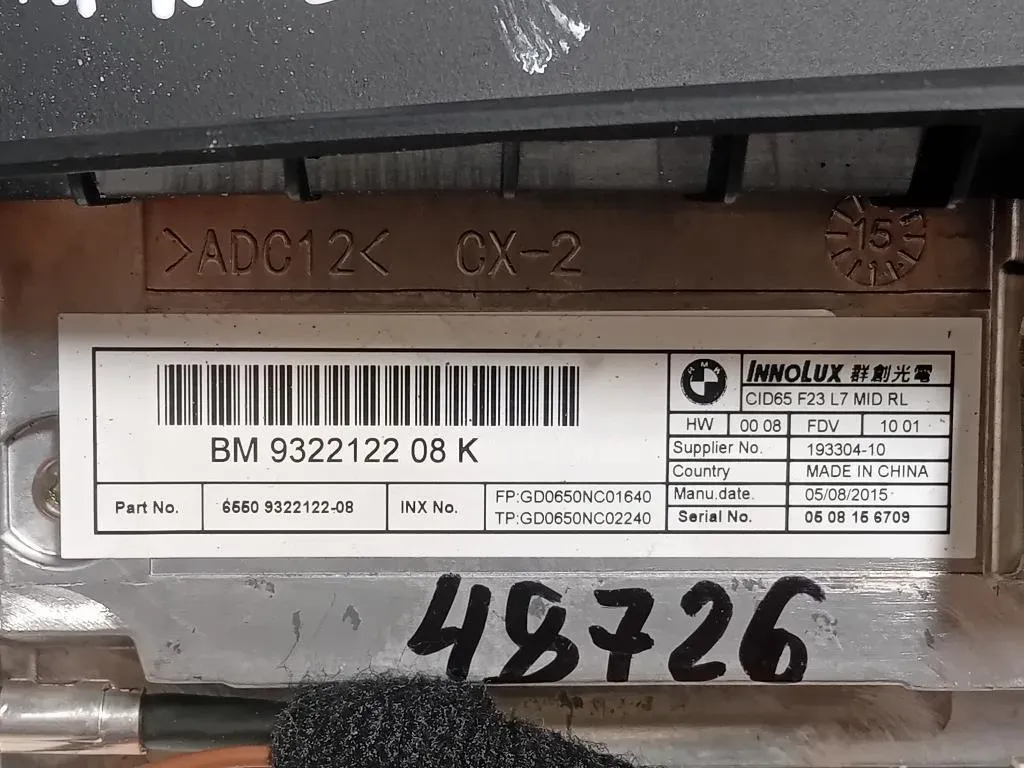 >ADC12< CX-2
15
11
BM 9322122 08 K
Part No. 6550 9322122-08 INX No. FP:GD0650NC01640
TP:GD0650NC02240
BMW
INNOLUX 群創光電
CID65 F23 L7 MID RL
HW 00 08 FDV 10 01
Supplier No. 193304-10
Country MADE IN CHINA
Manu.date. 05/08/2015
Serial No. 05 08 15 6709
48726